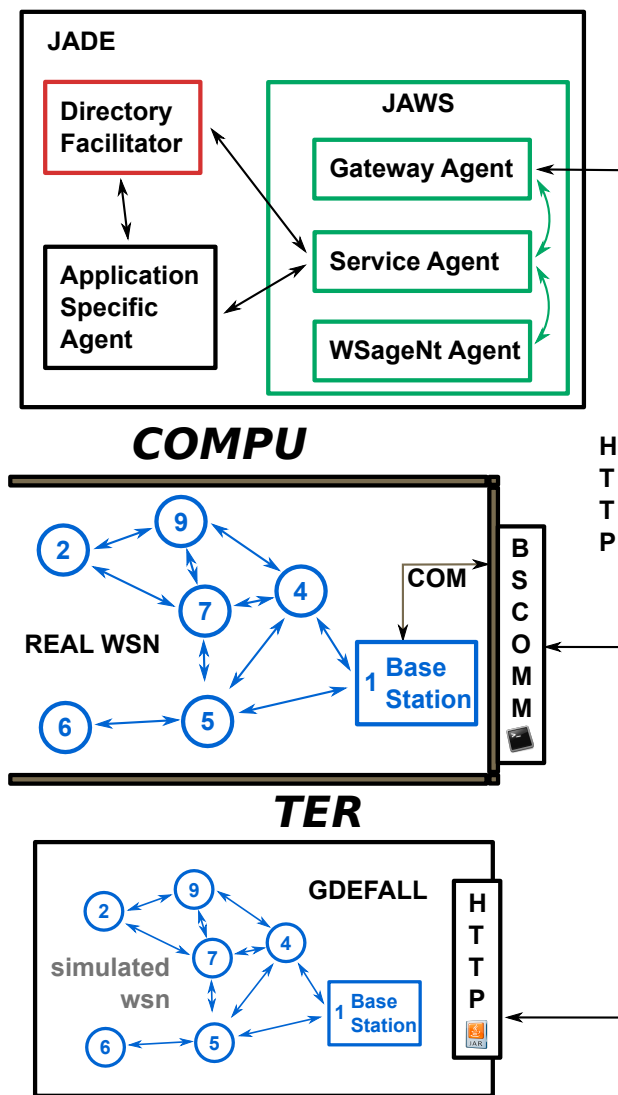 JADE
Directory
Facilitator
Application
Specific
Agent
JAWS
Gateway Agent
Service Agent
WSageNt Agent
COMPU
H
T
T
P
REAL WSN
2
9
7
4
6
5
1
Base
Station
COM
B
S
C
O
M
M
TER
GDEFALL
simulated
wsn
2
9
7
4
6
5
1
Base
Station
H
T
T
P
JAR